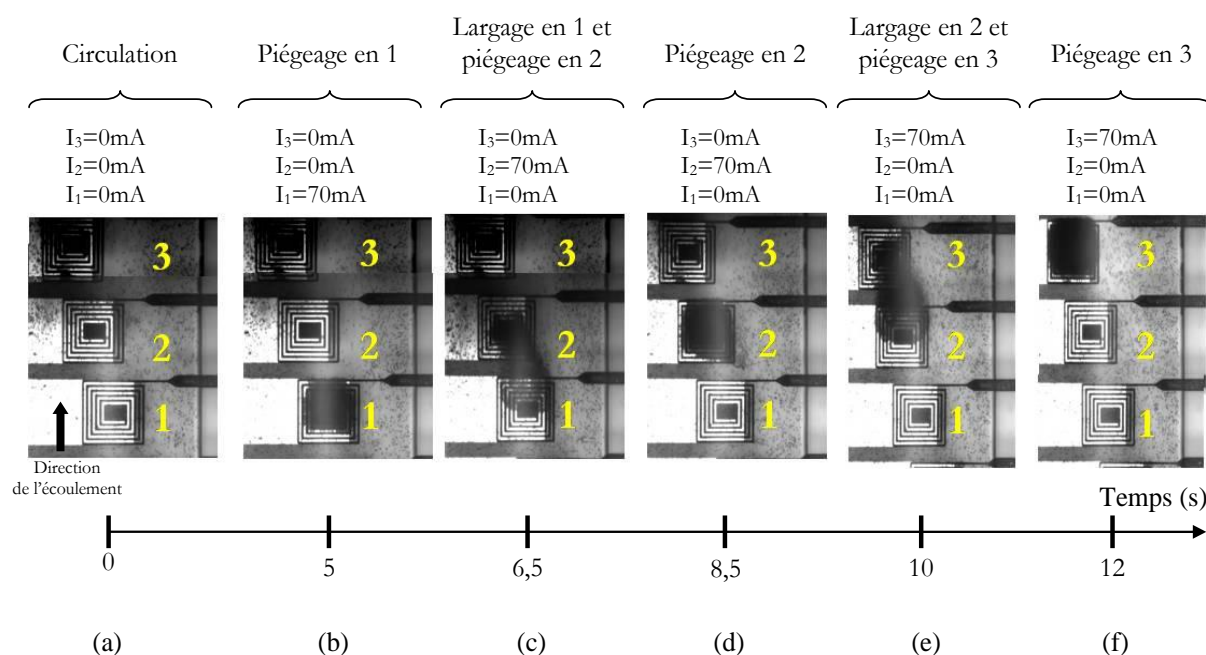 Circulation
Piégeage en 1
Largage en 1 et
piégeage en 2
Piégeage en 2
Largage en 2 et
piégeage en 3
Piégeage en 3
I₃=0mA
I₂=0mA
I₁=0mA
I₃=0mA
I₂=0mA
I₁=70mA
I₃=0mA
I₂=70mA
I₁=0mA
I₃=0mA
I₂=70mA
I₁=0mA
I₃=70mA
I₂=0mA
I₁=0mA
I₃=70mA
I₂=0mA
I₁=0mA
3
2
1
3
2
1
3
2
1
3
2
1
3
2
1
3
2
1
Direction
de l'écoulement
Temps (s)
0
5
6,5
8,5
10
12
(a)
(b)
(c)
(d)
(e)
(f)